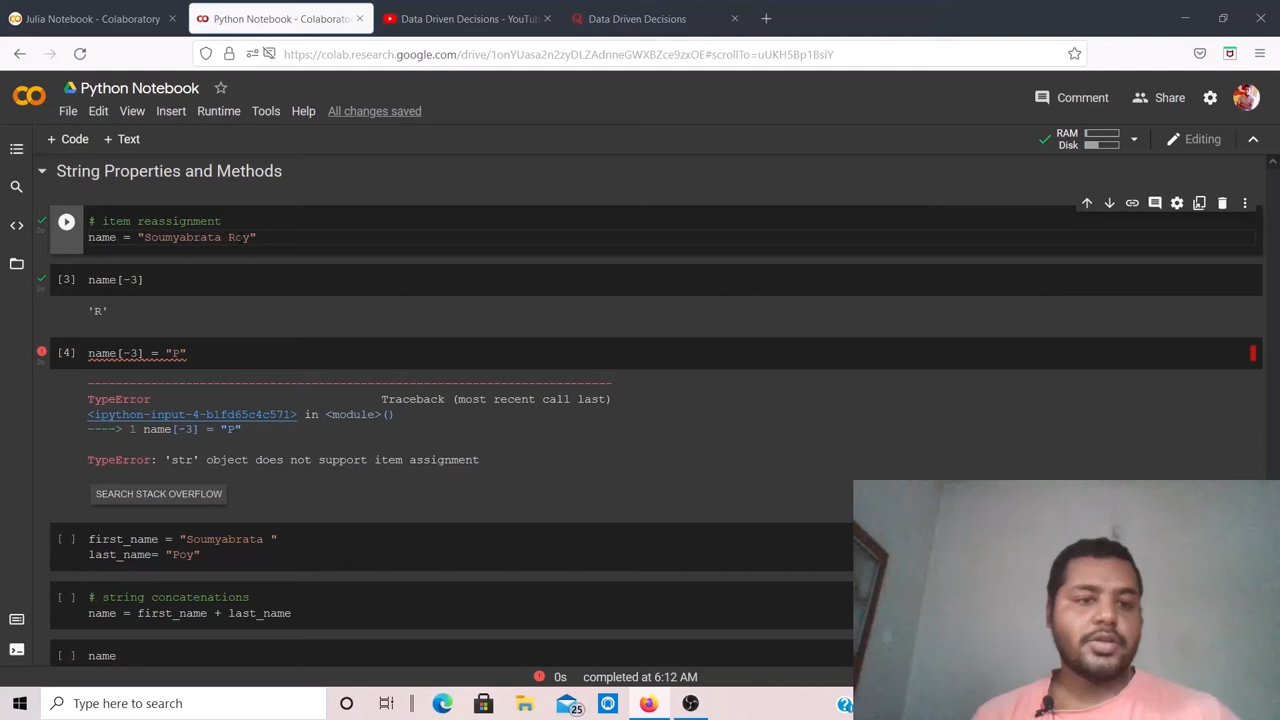 Julia Notebook - Colaboratory
Python Notebook - Colaborato
Data Driven Decisions - YouTub
Data Driven Decisions
https://colab.research.google.com/drive/1onYUasa2n2zyDLZAdnneGWXBZce9zxOE#scrollTo=uUKH5Bp1BsiY
Python Notebook
File Edit View Insert Runtime Tools Help All changes saved
Comment Share
+ Code + Text
RAM
Disk
Editing
String Properties and Methods
# item reassignment
name = "Soumyabrata Roy"
[3] name[-3]
'R'
[4] name[-3] = "P"
---------------------------------------------------------------------------
TypeError Traceback (most recent call last)
<ipython-input-4-b1fd65c4c571> in <module>()
----> 1 name[-3] = "P"
TypeError: 'str' object does not support item assignment
SEARCH STACK OVERFLOW
[ ] first_name = "Soumyabrata "
last_name= "Poy"
[ ] # string concatenations
name = first_name + last_name
[ ] name
0s completed at 6:12 AM
Type here to search
25